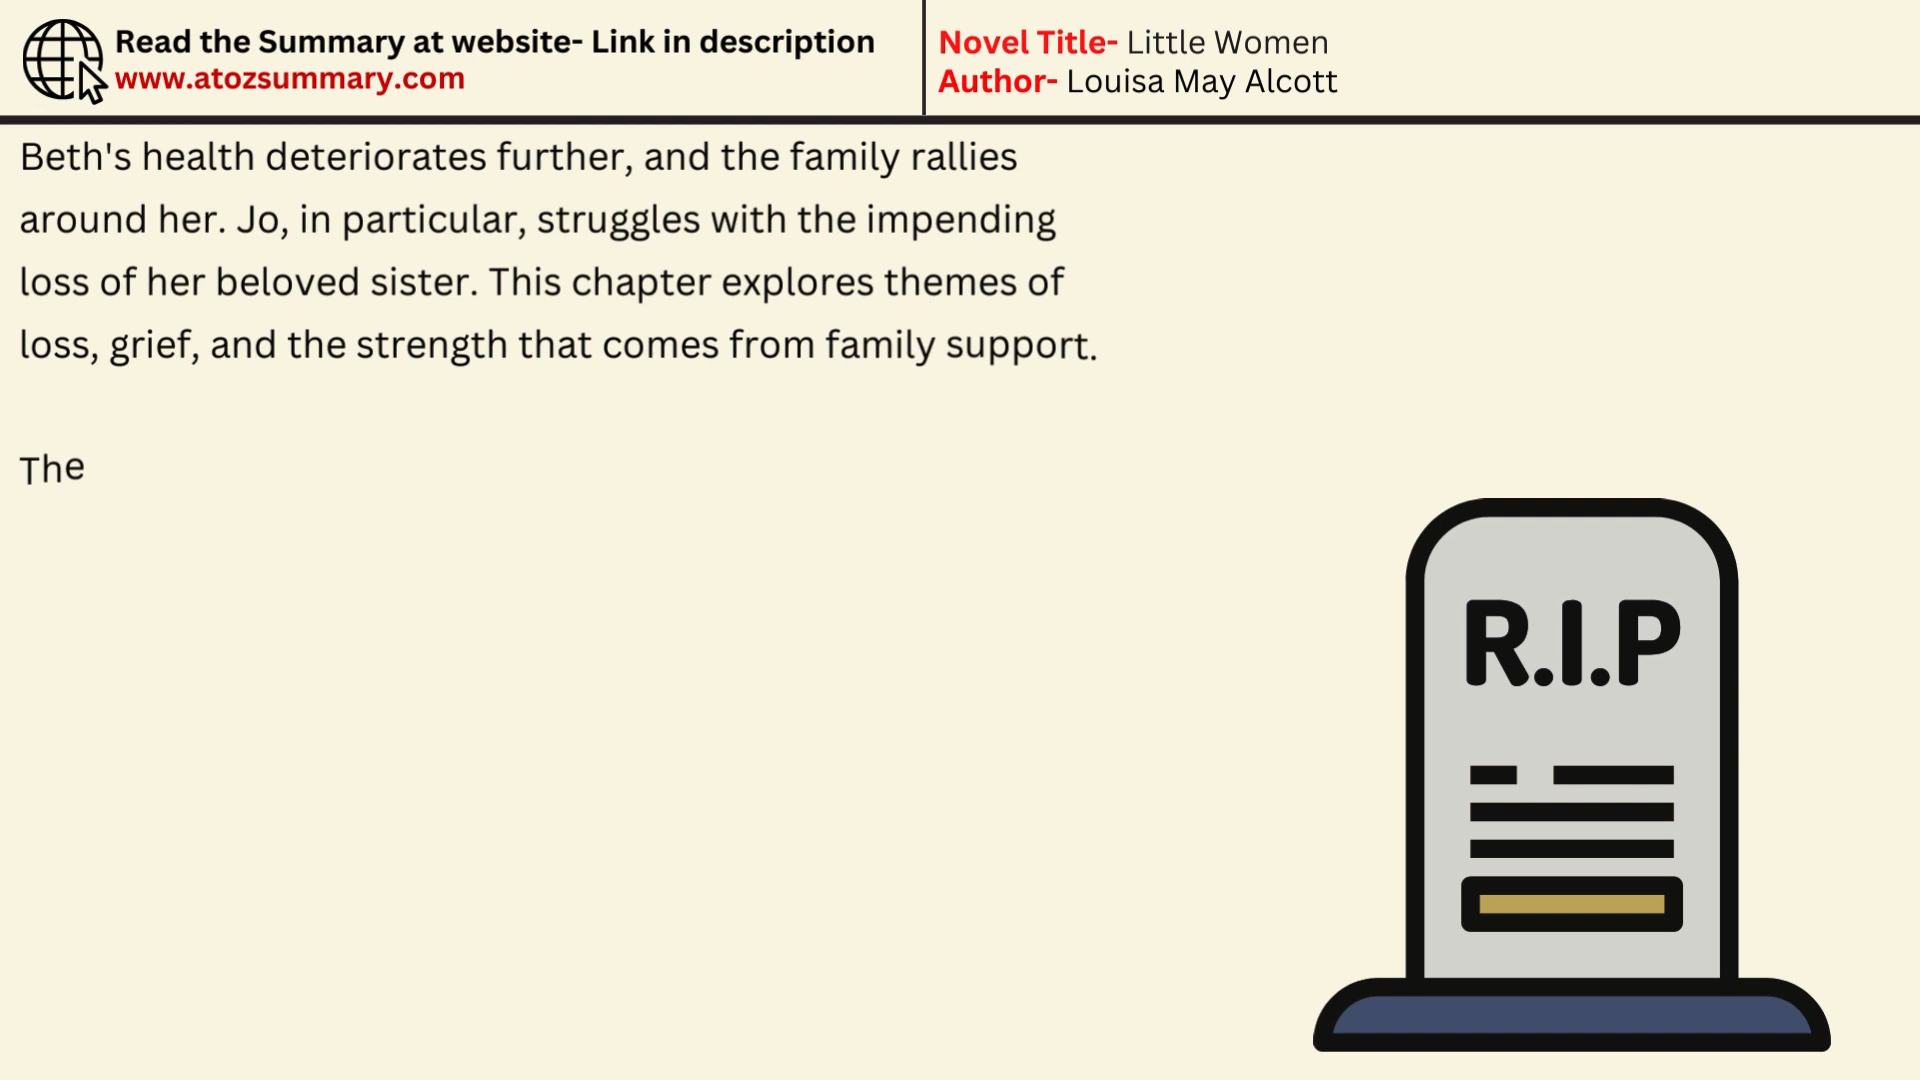 Read the Summary at website- Link in description
www.atozsummary.com
Novel Title- Little Women
Author- Louisa May Alcott
Beth's health deteriorates further, and the family rallies
around her. Jo, in particular, struggles with the impending
loss of her beloved sister. This chapter explores themes of
loss, grief, and the strength that comes from family support.
The
R.I.P